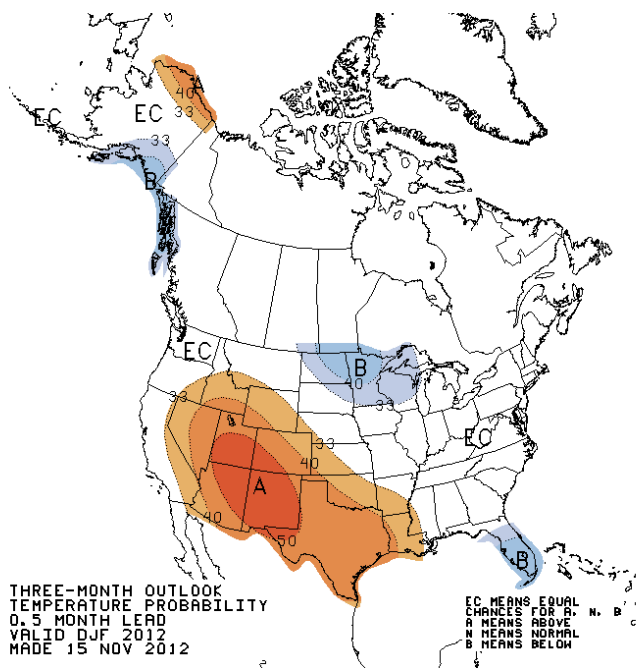 A
40
33
EC
EC
33
B
EC
B
40
33
33
EC
33
40
A
40
50
B
THREE-MONTH OUTLOOK
TEMPERATURE PROBABILITY
0.5 MONTH LEAD
VALID DJF 2012
MADE 15 NOV 2012
EC MEANS EQUAL
CHANCES FOR A, N, B
A MEANS ABOVE
N MEANS NORMAL
B MEANS BELOW